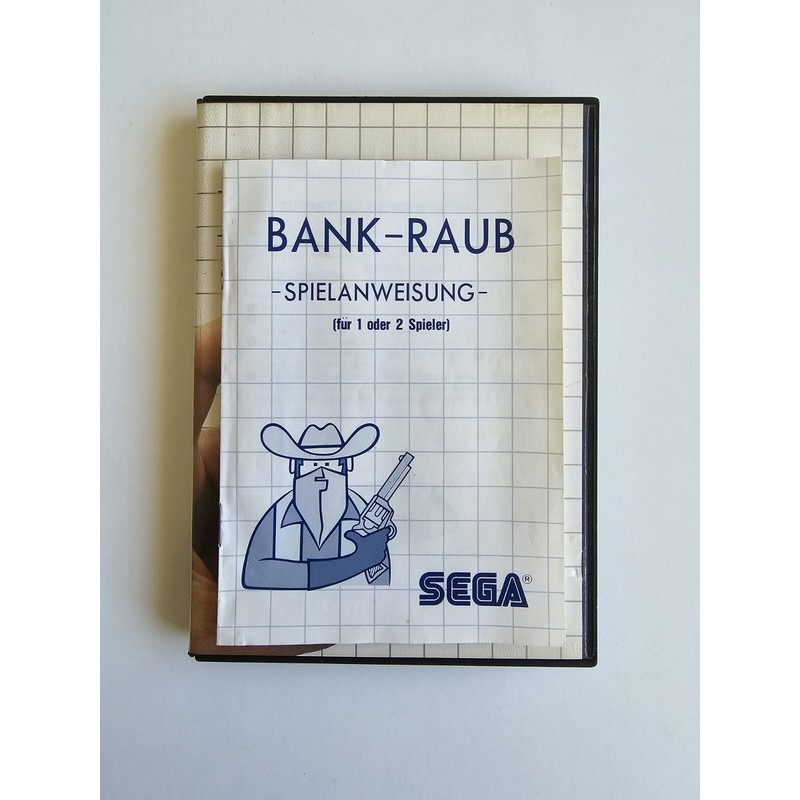 BANK-RAUB
-SPIELANWEISUNG-
(für 1 oder 2 Spieler)
SEGA®